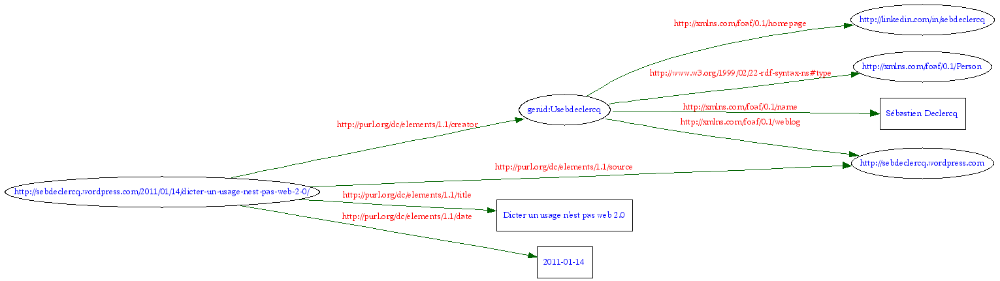 http://linkedin.com/in/sebdeclercq
http://xmlns.com/foaf/0.1/homepage
http://xmlns.com/foaf/0.1/Person
http://www.w3.org/1999/02/22-rdf-syntax-ns#type
http://xmlns.com/foaf/0.1/name
genid:Usebdeclercq
Sébastien Declercq
http://xmlns.com/foaf/0.1/weblog
http://purl.org/dc/elements/1.1/creator
http://sebdeclercq.wordpress.com
http://purl.org/dc/elements/1.1/source
http://sebdeclercq.wordpress.com/2011/01/14/dicter-un-usage-nest-pas-web-2-0/
http://purl.org/dc/elements/1.1/title
Dicter un usage n'est pas web 2.0
http://purl.org/dc/elements/1.1/date
2011-01-14